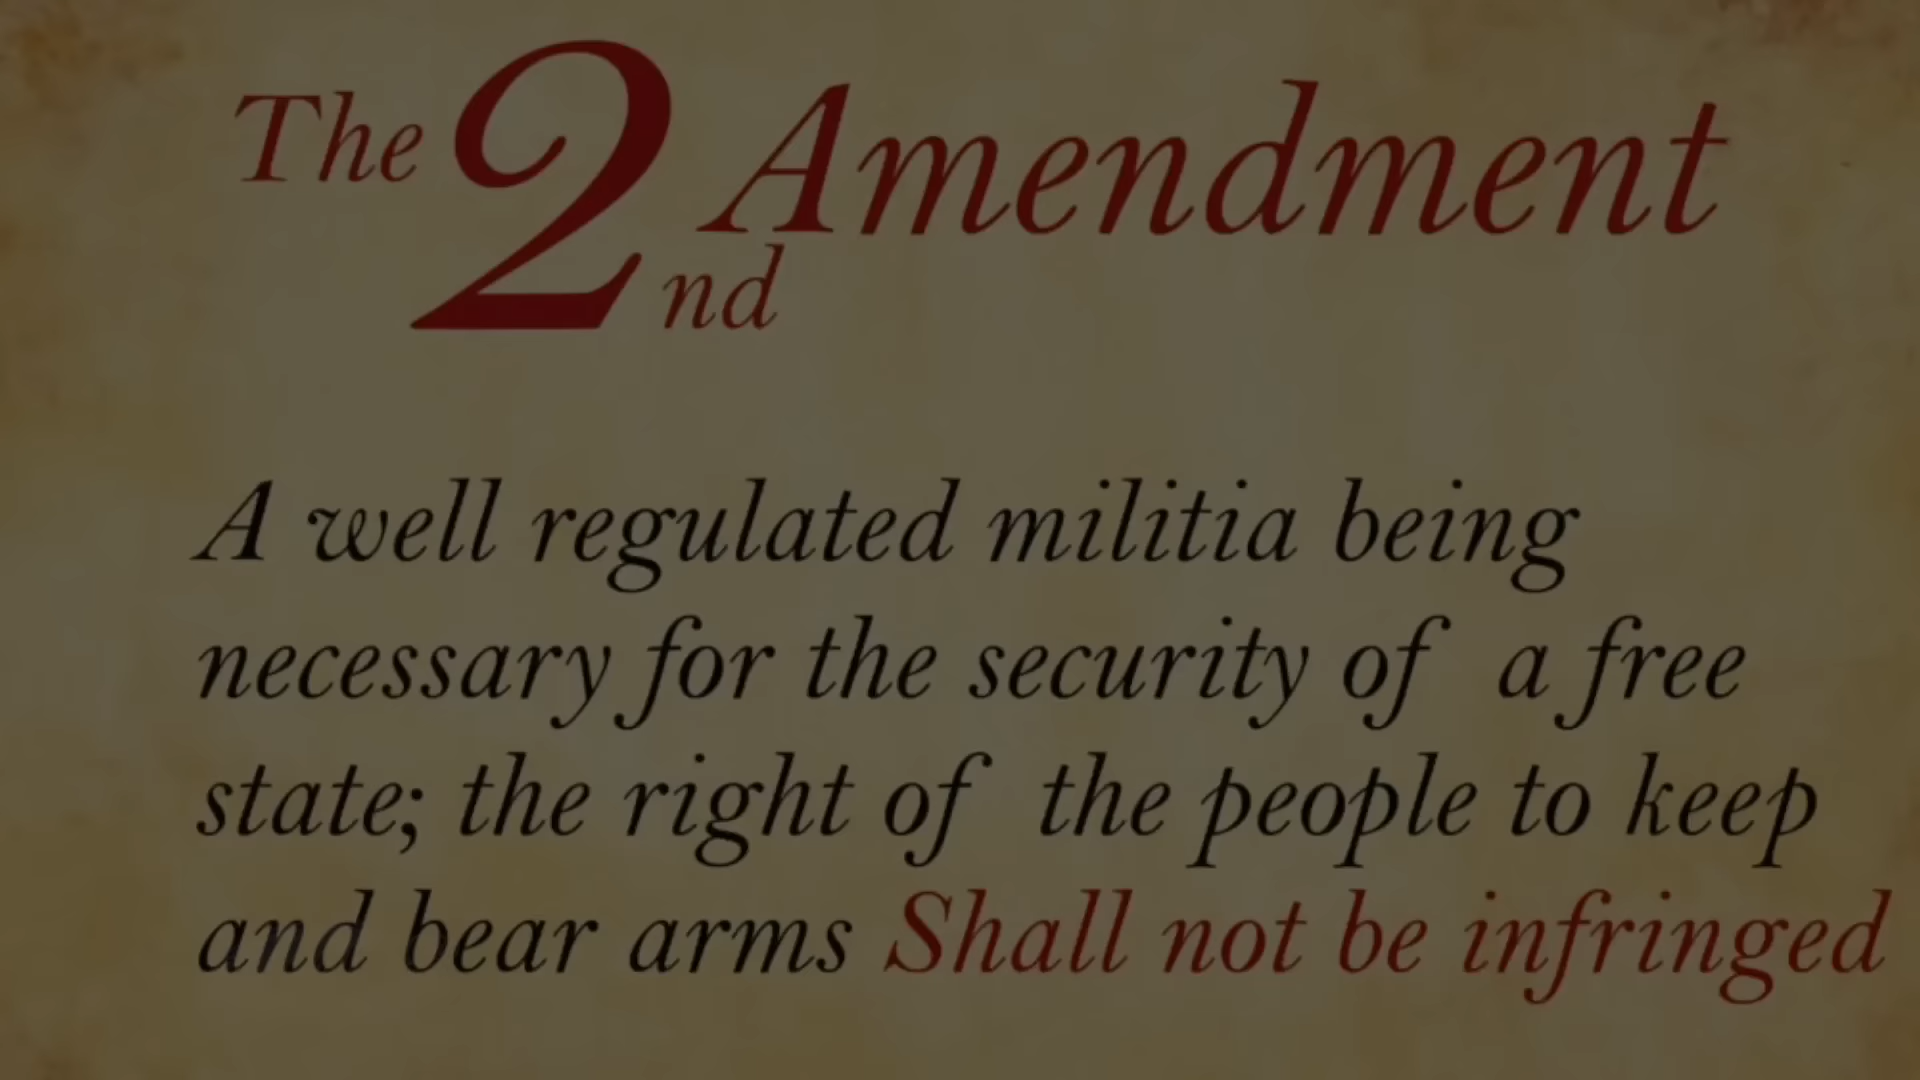 The 2nd Amendment
A well regulated militia being
necessary for the security of a free
state; the right of the people to keep
and bear arms Shall not be infringed